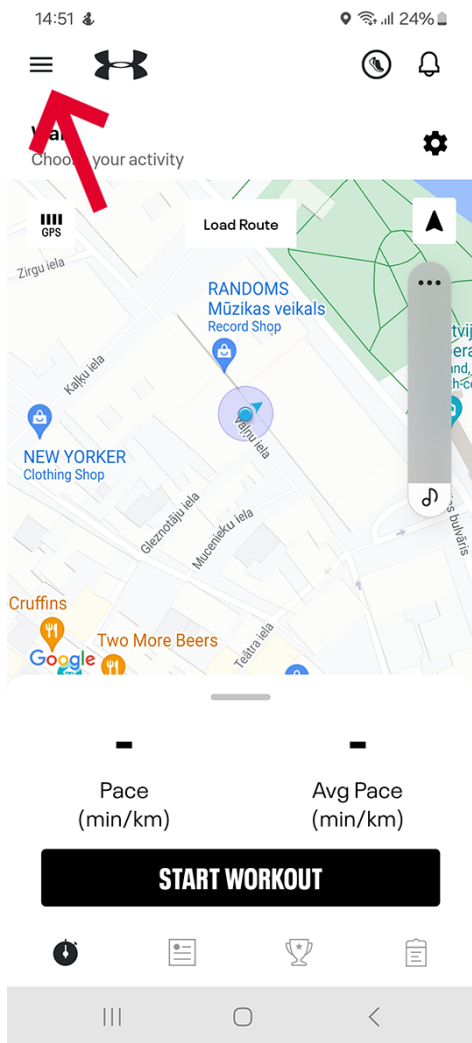 14:51
24%
Choose your activity
GPS
Load Route
Zirgu iela
RANDOMS
Mūzikas veikals
Record Shop
Kaļķu iela
Vaļņu iela
NEW YORKER
Clothing Shop
Gleznotāju iela
Mucenieku iela
bulvāris
Cruffins
Two More Beers
Google
Teātra iela
- -
Pace
(min/km)
Avg Pace
(min/km)
START WORKOUT